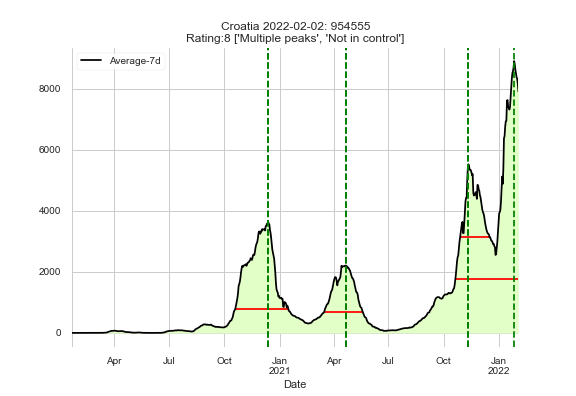 Croatia 2022-02-02: 954555
Rating:8 ['Multiple peaks', 'Not in control']
Average-7d
8000
6000
4000
2000
0
Apr
Jul
Oct
Jan
2021
Apr
Jul
Oct
Jan
2022
Date